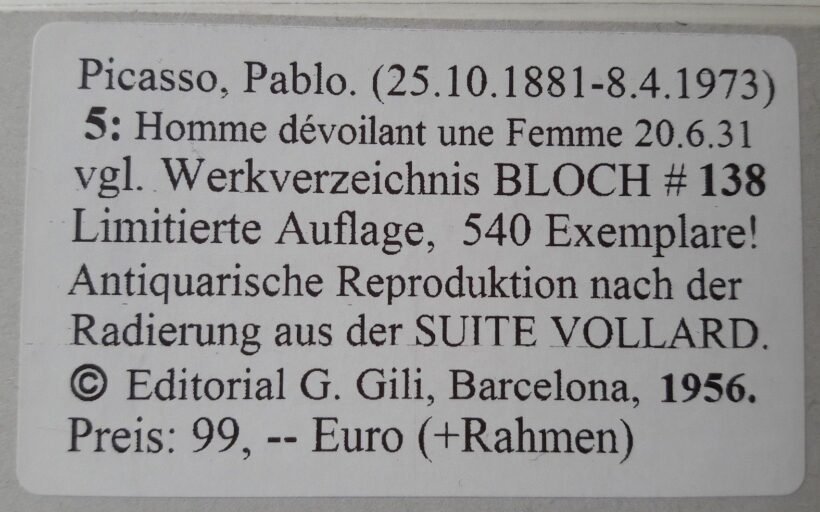 Picasso, Pablo. (25.10.1881-8.4.1973)
5: Homme dévoilant une Femme 20.6.31
vgl. Werkverzeichnis BLOCH # 138
Limitierte Auflage, 540 Exemplare!
Antiquarische Reproduktion nach der
Radierung aus der SUITE VOLLARD.
© Editorial G. Gili, Barcelona, 1956.
Preis: 99, -- Euro (+Rahmen)